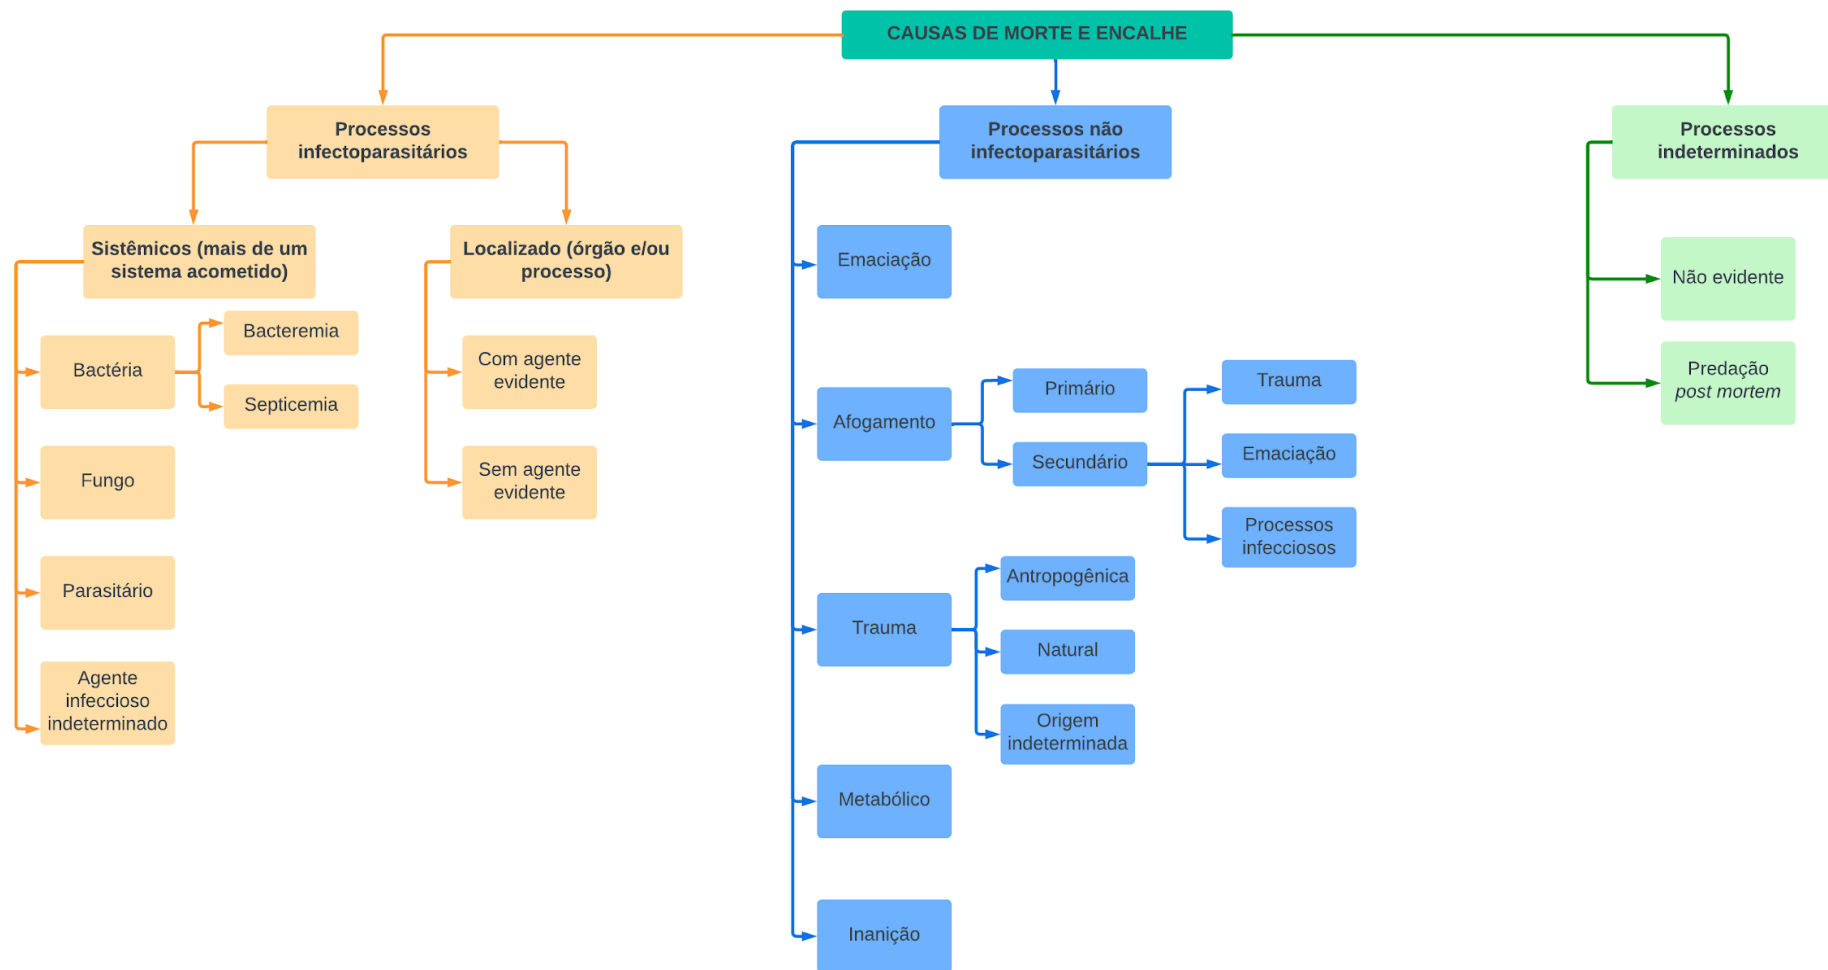 CAUSAS DE MORTE E ENCALHE
Processos
infectoparasitários
Sistêmicos (mais de um
sistema acometido)
Bactéria
Bacteremia
Septicemia
Fungo
Parasitário
Agente
infeccioso
indeterminado
Localizado (órgão e/ou
processo)
Com agente
evidente
Sem agente
evidente
Processos não
infectoparasitários
Emaciação
Afogamento
Primário
Secundário
Trauma
Emaciação
Processos
infecciosos
Trauma
Antropogênica
Natural
Origem
indeterminada
Metabólico
Inanição
Processos
indeterminados
Não evidente
Predação
post mortem